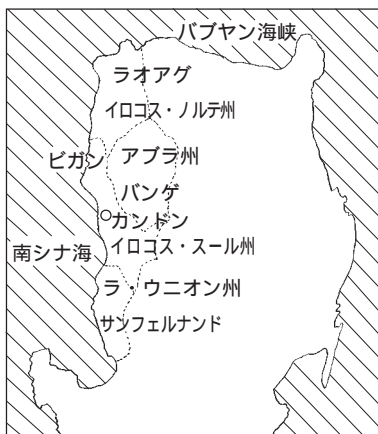 バブヤン海峡
ラオアグ
イロコス・ノルテ州
ビガン
アブラ州
バンゲ
カンドン
南シナ海
イロコス・スール州
ラ・ウニオン州
サンフェルナンド